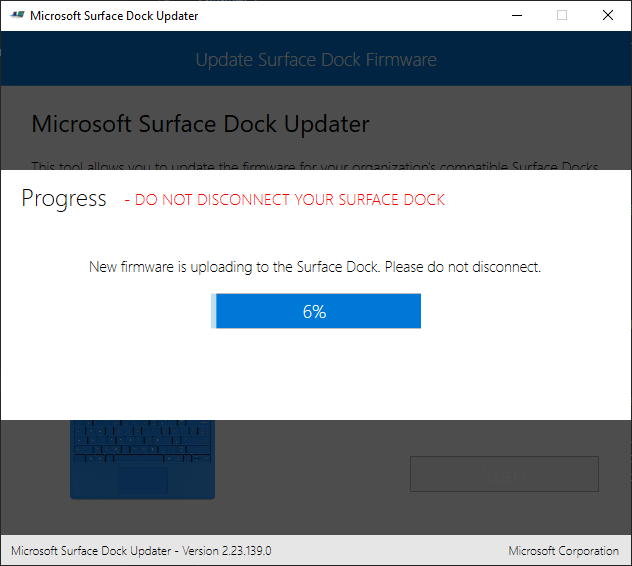 Microsoft Surface Dock Updater
Update Surface Dock Firmware
Microsoft Surface Dock Updater
This tool allows you to update the firmware for your organization's compatible Surface Docks
Progress - DO NOT DISCONNECT YOUR SURFACE DOCK
New firmware is uploading to the Surface Dock. Please do not disconnect.
6%
Microsoft Surface Dock Updater - Version 2.23.139.0 Microsoft Corporation